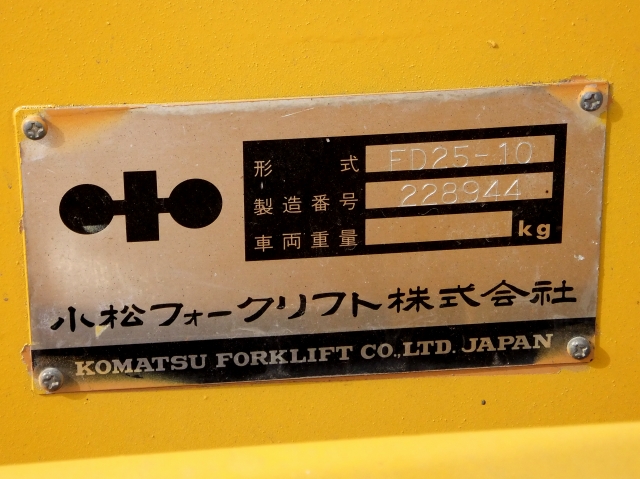 形式 FD25-10
製造番号 228944
車両重量 kg
小松フォークリフト株式会社
KOMATSU FORKLIFT CO.,LTD. JAPAN